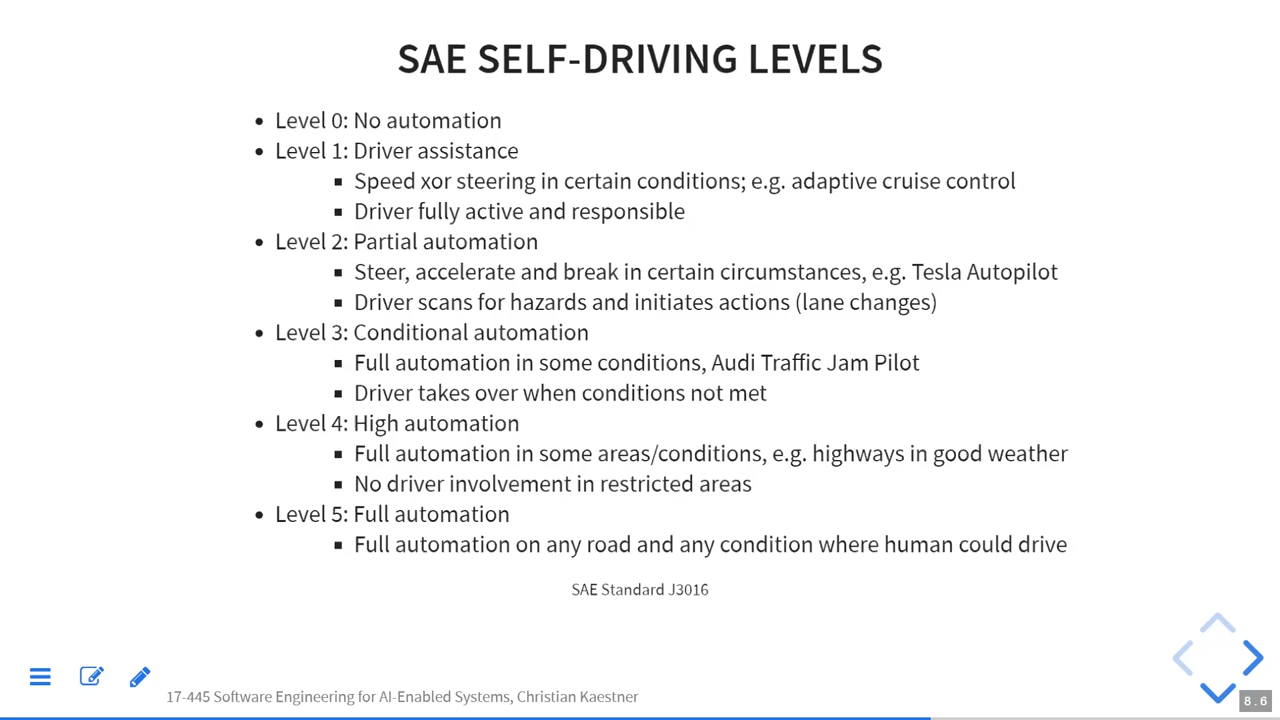 SAE SELF-DRIVING LEVELS
Level 0: No automation
Level 1: Driver assistance
Speed xor steering in certain conditions; e.g. adaptive cruise control
Driver fully active and responsible
Level 2: Partial automation
Steer, accelerate and break in certain circumstances, e.g. Tesla Autopilot
Driver scans for hazards and initiates actions (lane changes)
Level 3: Conditional automation
Full automation in some conditions, Audi Traffic Jam Pilot
Driver takes over when conditions not met
Level 4: High automation
Full automation in some areas/conditions, e.g. highways in good weather
No driver involvement in restricted areas
Level 5: Full automation
Full automation on any road and any condition where human could drive
SAE Standard J3016
17-445 Software Engineering for AI-Enabled Systems, Christian Kaestner
8.6